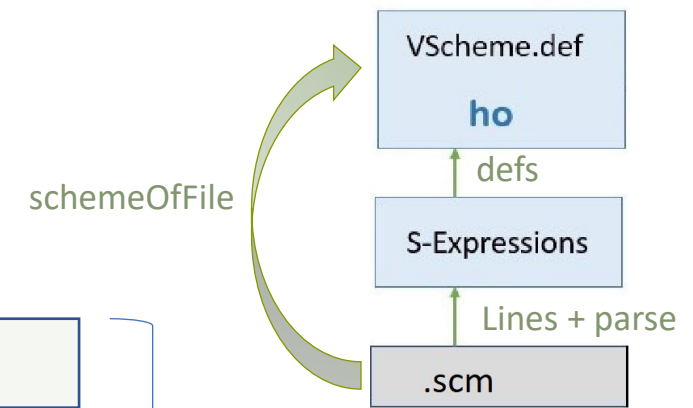 VScheme.def
ho
defs
schemeOfFile
S-Expressions
Lines + parse
.scm